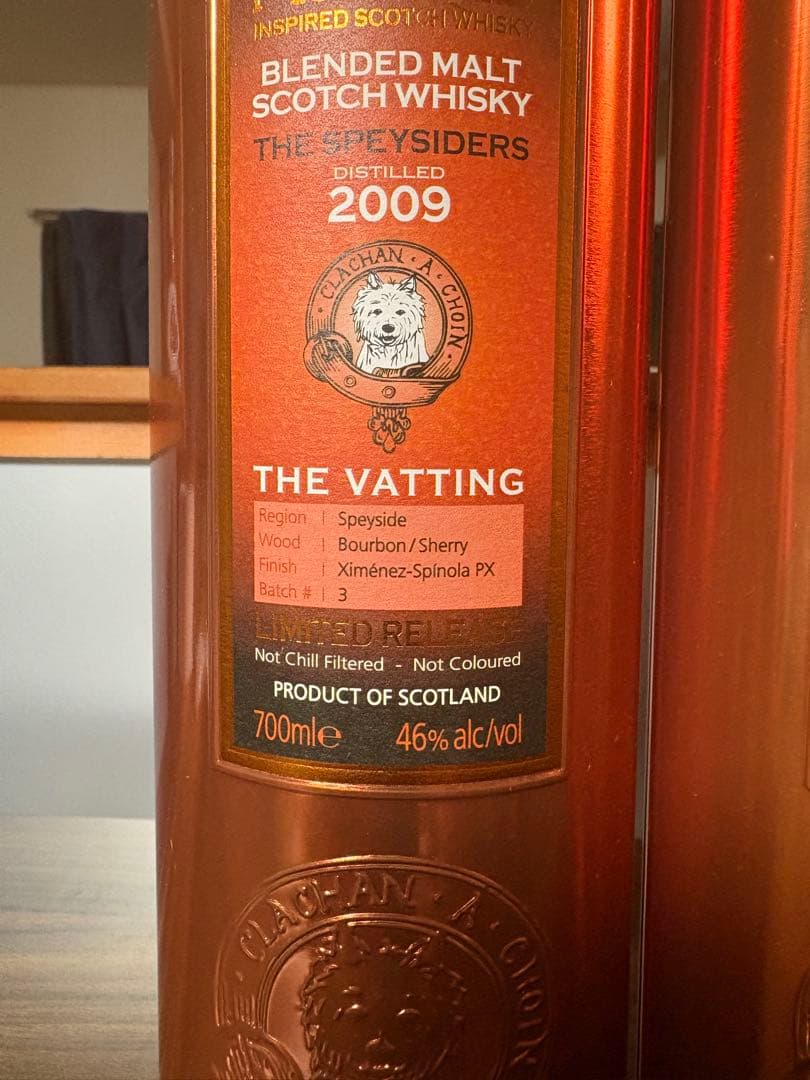 INSPIRED SCOTCH WHISKY
BLENDED MALT
SCOTCH WHISKY
THE SPEYSIDERS
DISTILLED
2009
CLACHAN · A · CHOIN ·
THE VATTING
Region | Speyside
Wood | Bourbon/Sherry
Finish | Ximénez-Spínola PX
Batch # | 3
LIMITED RELEASE
Not Chill Filtered - Not Coloured
PRODUCT OF SCOTLAND
700ml℮ 46% alc/vol
CLACHAN · A · CHOIN